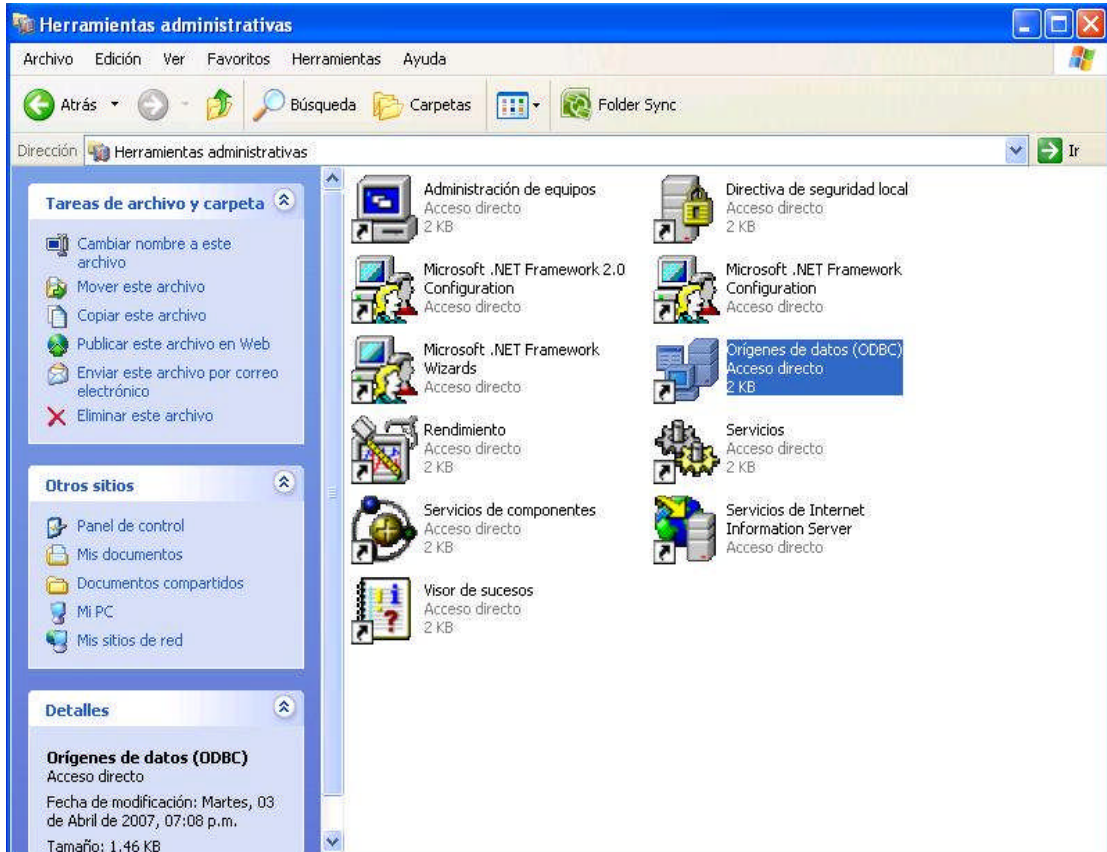 Herramientas administrativas
Archivo Edición Ver Favoritos Herramientas Ayuda
Atrás Búsqueda Carpetas Folder Sync
Dirección Herramientas administrativas Ir
Tareas de archivo y carpeta
Cambiar nombre a este
archivo
Mover este archivo
Copiar este archivo
Publicar este archivo en Web
Enviar este archivo por correo
electrónico
Eliminar este archivo
Otros sitios
Panel de control
Mis documentos
Documentos compartidos
Mi PC
Mis sitios de red
Detalles
Orígenes de datos (ODBC)
Acceso directo
Fecha de modificación: Martes, 03
de Abril de 2007, 07:08 p.m.
Tamaño: 1,46 KB
Administración de equipos
Acceso directo
2 KB
Directiva de seguridad local
Acceso directo
2 KB
Microsoft .NET Framework 2.0
Configuration
Acceso directo
Microsoft .NET Framework
Configuration
Acceso directo
Microsoft .NET Framework
Wizards
Acceso directo
Orígenes de datos (ODBC)
Acceso directo
2 KB
Rendimiento
Acceso directo
2 KB
Servicios
Acceso directo
2 KB
Servicios de componentes
Acceso directo
2 KB
Servicios de Internet
Information Server
Acceso directo
Visor de sucesos
Acceso directo
2 KB